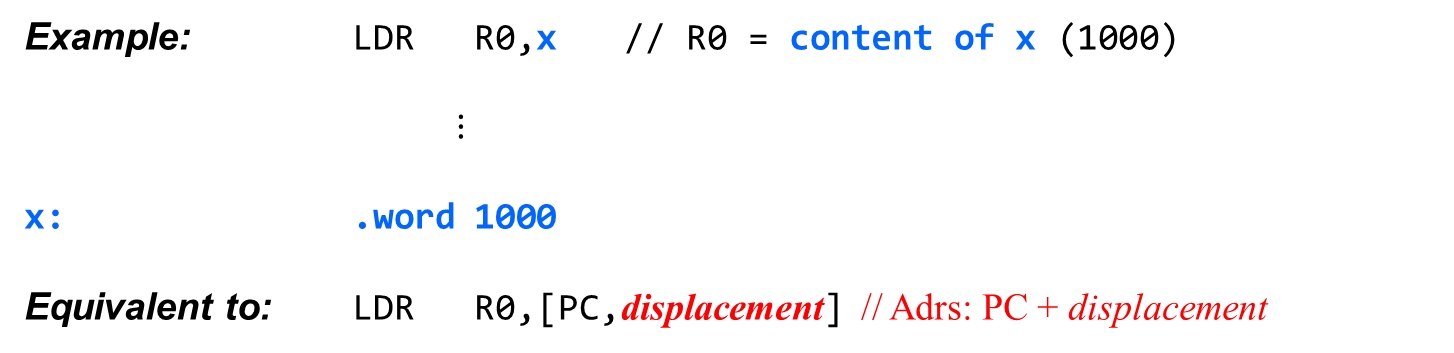 Example: LDR R0,x // R0 = content of x (1000)
⋮
x: .word 1000
Equivalent to: LDR R0,[PC,displacement] // Adrs: PC + displacement